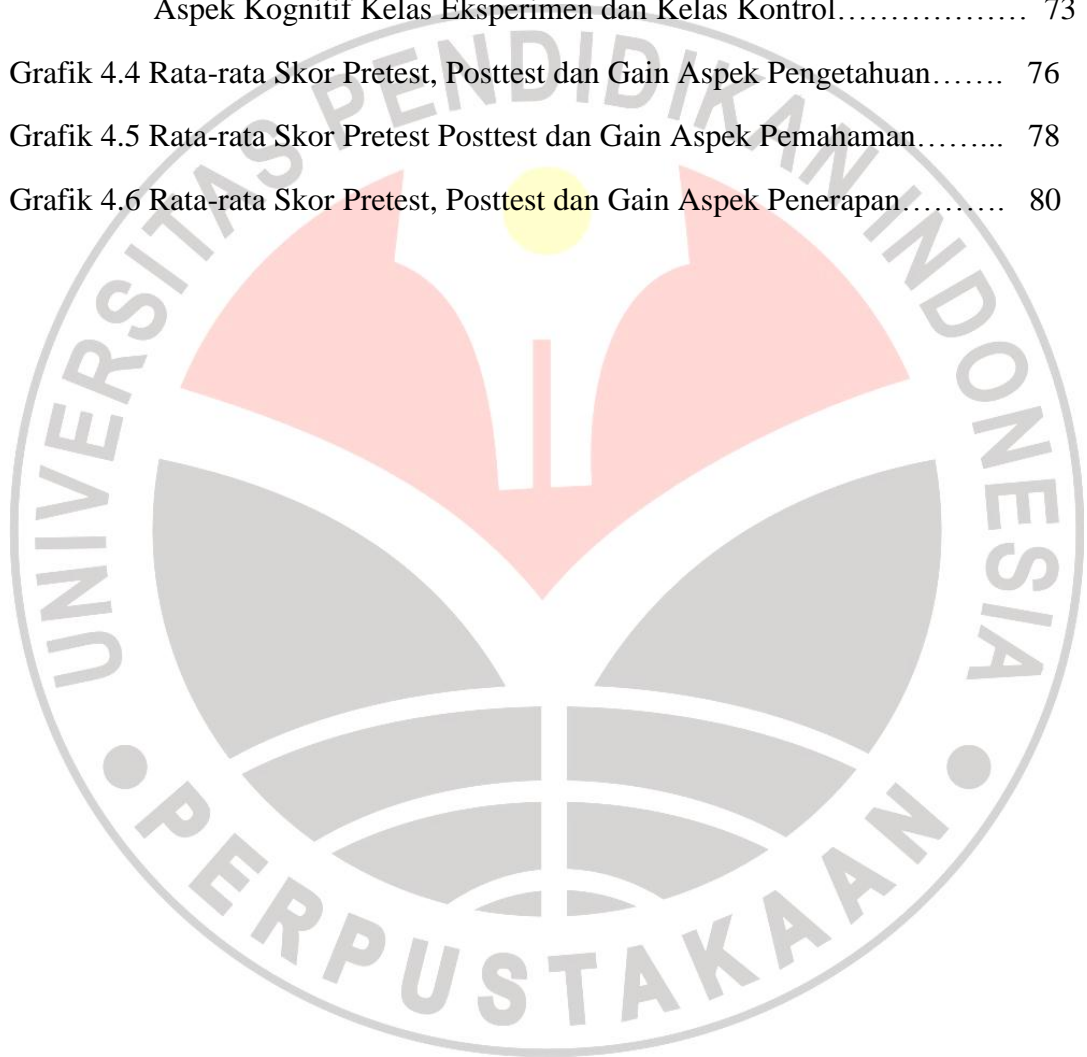 Aspek Kognitif Kelas Eksperimen dan Kelas Kontrol……………… 73
Grafik 4.4 Rata-rata Skor Pretest, Posttest dan Gain Aspek Pengetahuan……. 76
Grafik 4.5 Rata-rata Skor Pretest Posttest dan Gain Aspek Pemahaman……... 78
Grafik 4.6 Rata-rata Skor Pretest, Posttest dan Gain Aspek Penerapan………. 80
UNIVERSITAS PENDIDIKAN INDONESIA
PERPUSTAKAAN